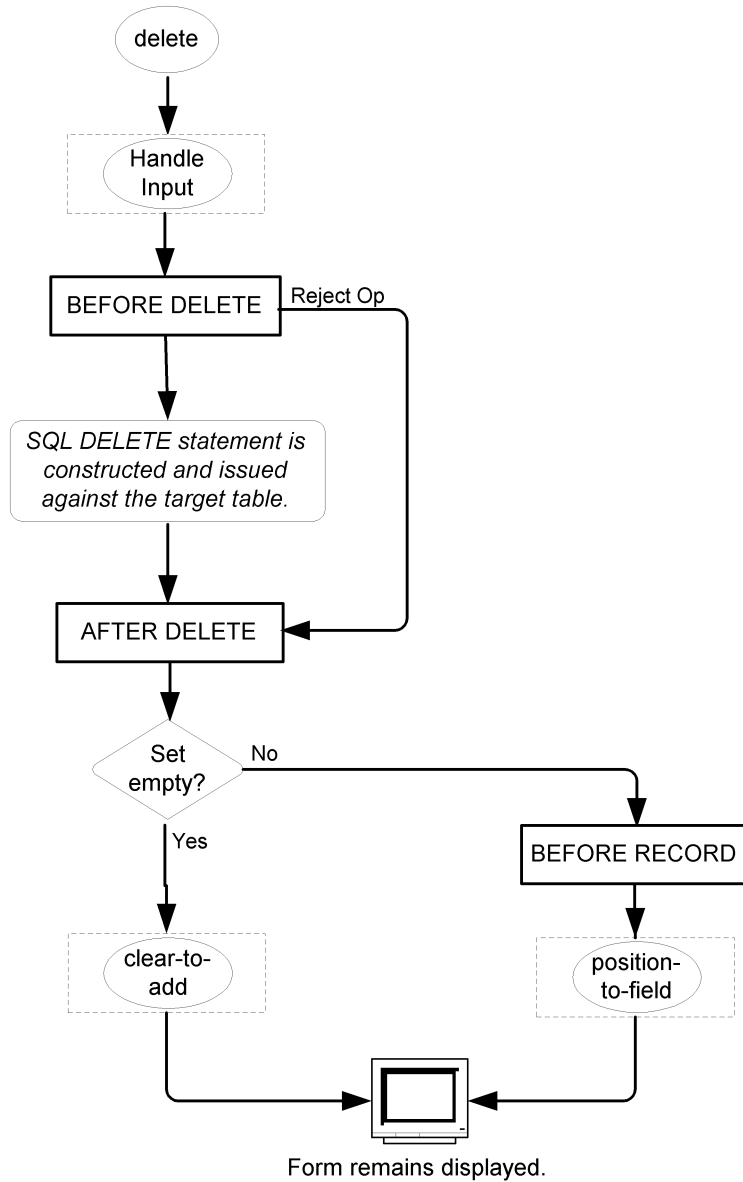 delete
Handle
Input
BEFORE DELETE
Reject Op
SQL DELETE statement is
constructed and issued
against the target table.
AFTER DELETE
Set
empty?
No
Yes
BEFORE RECORD
clear-to-
add
position-
to-field
Form remains displayed.